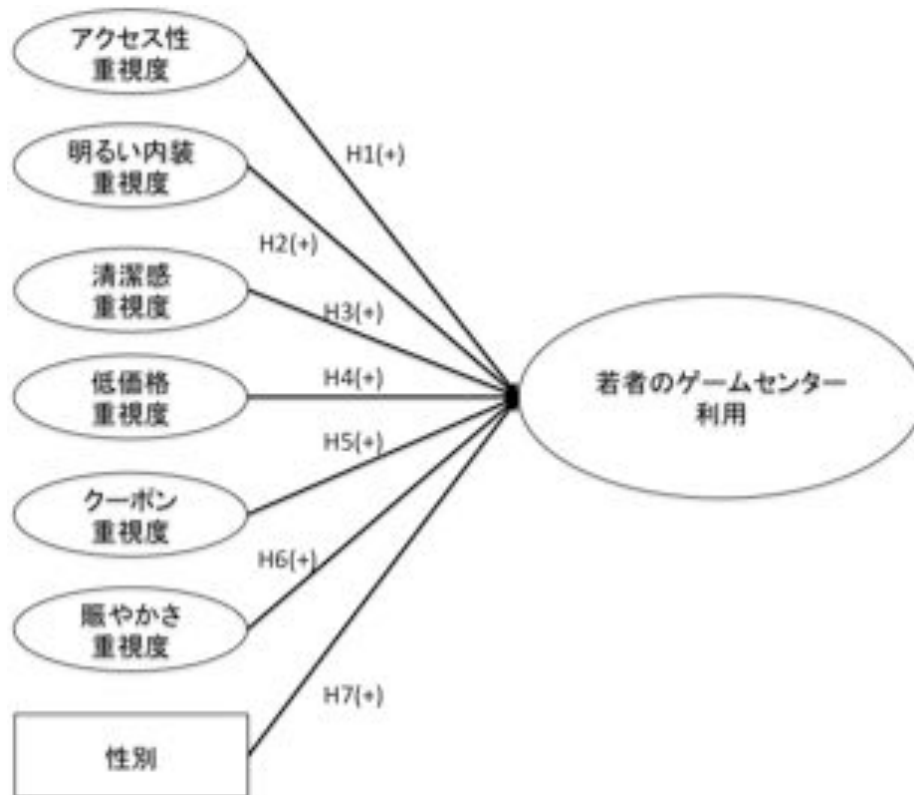 アクセス性
重視度
H1(+)
明るい内装
重視度
H2(+)
清潔感
重視度
H3(+)
低価格
重視度
H4(+)
若者のゲームセンター
利用
H5(+)
クーポン
重視度
H6(+)
賑やかさ
重視度
H7(+)
性別